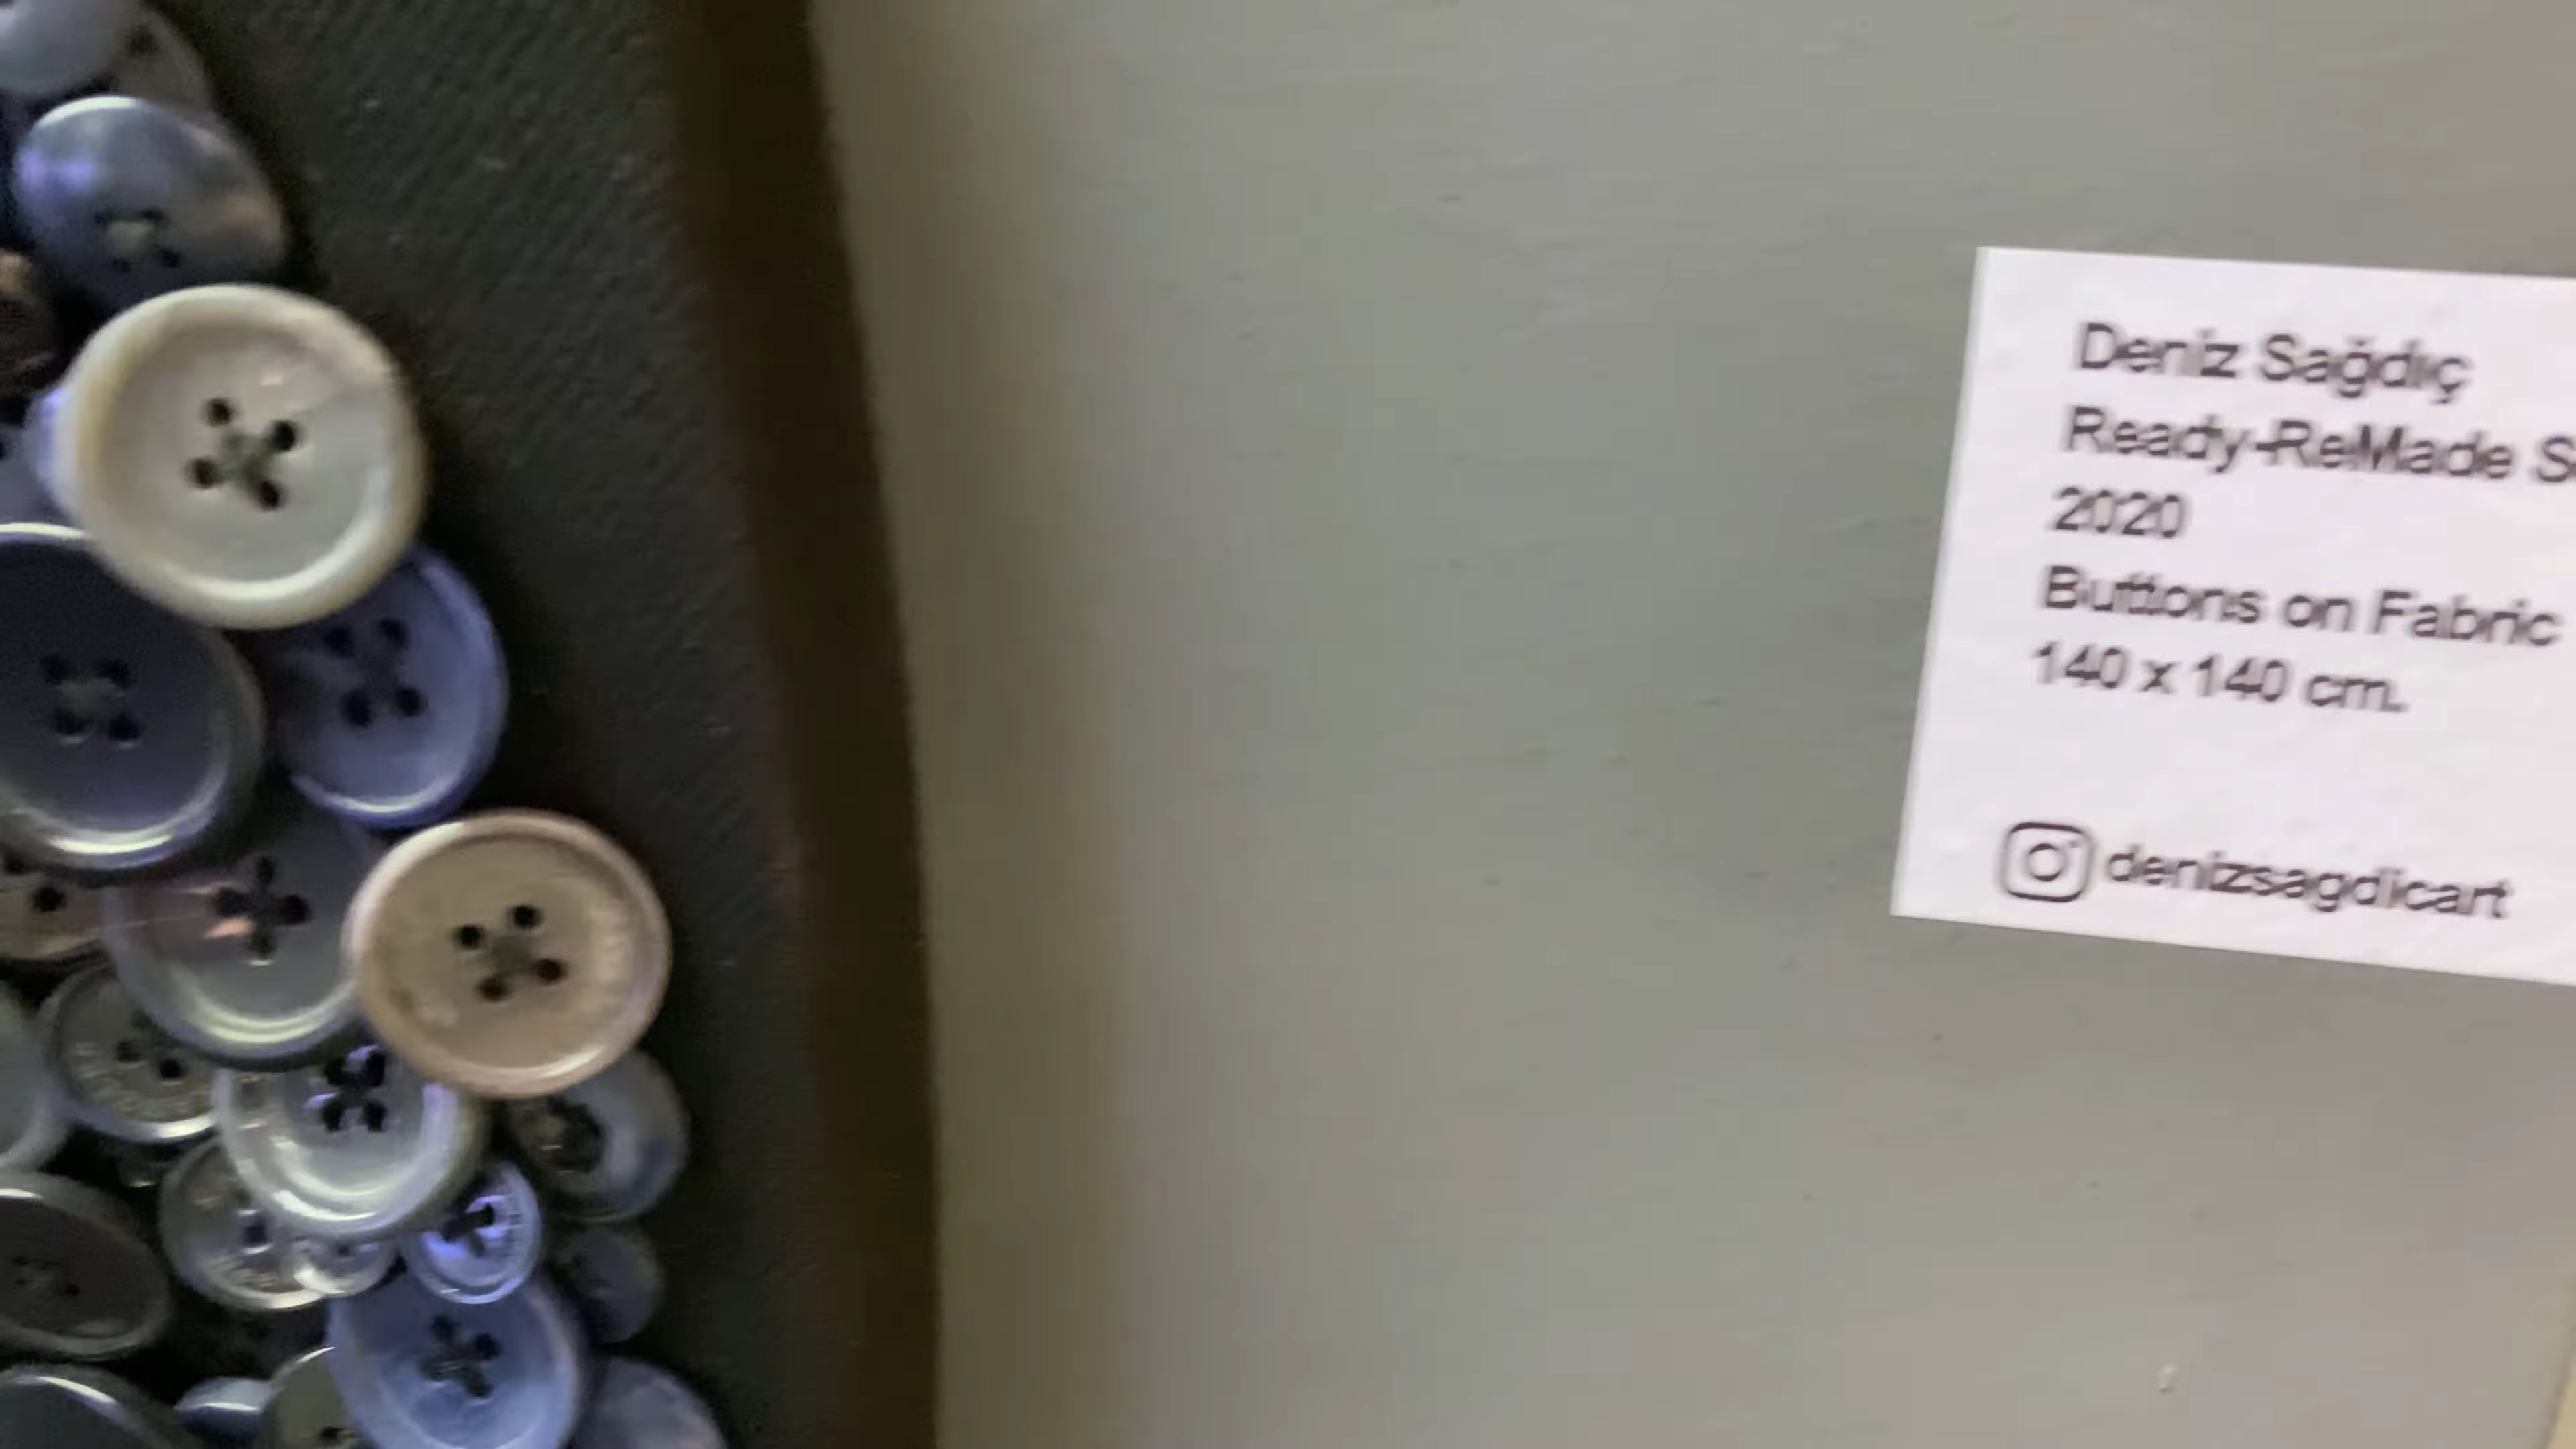 Deniz Sağdıç
Ready-ReMade
2020
Buttons on Fabric
140 x 140 cm.
denizsagdicart